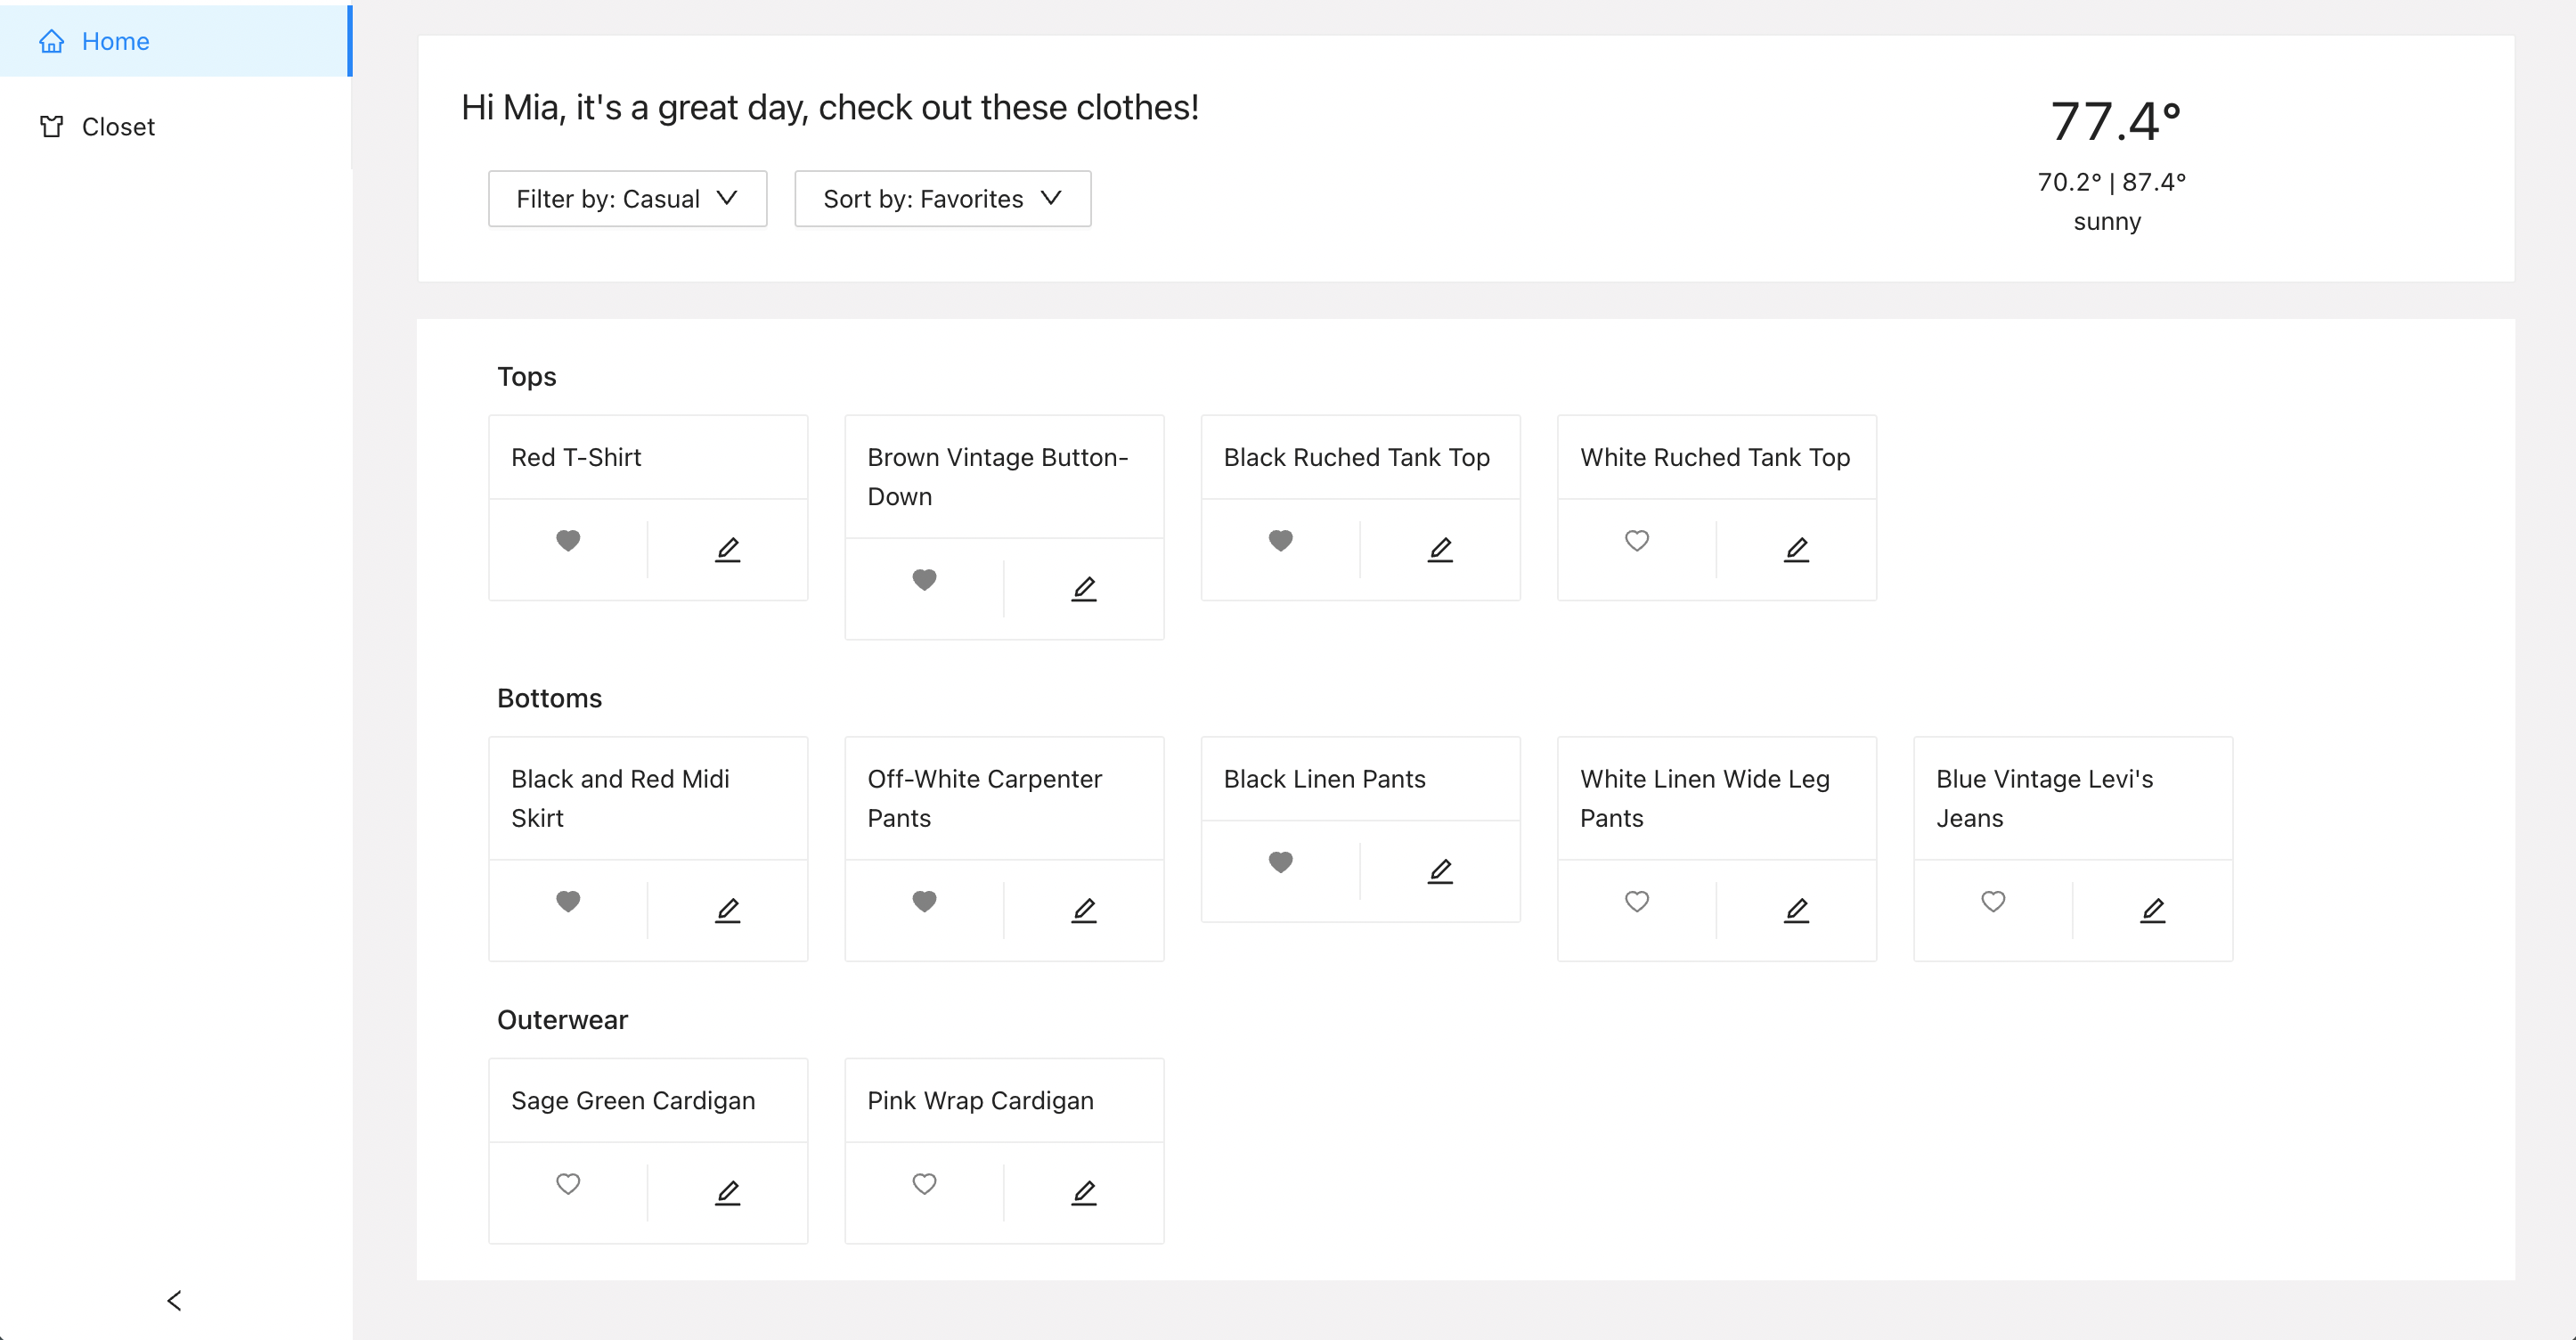 Home
Closet
Hi Mia, it's a great day, check out these clothes!
Filter by: Casual
Sort by: Favorites
77.4°
70.2° | 87.4°
sunny
Tops
Red T-Shirt
Brown Vintage Button-
Down
Black Ruched Tank Top
White Ruched Tank Top
Bottoms
Black and Red Midi
Skirt
Off-White Carpenter
Pants
Black Linen Pants
White Linen Wide Leg
Pants
Blue Vintage Levi's
Jeans
Outerwear
Sage Green Cardigan
Pink Wrap Cardigan